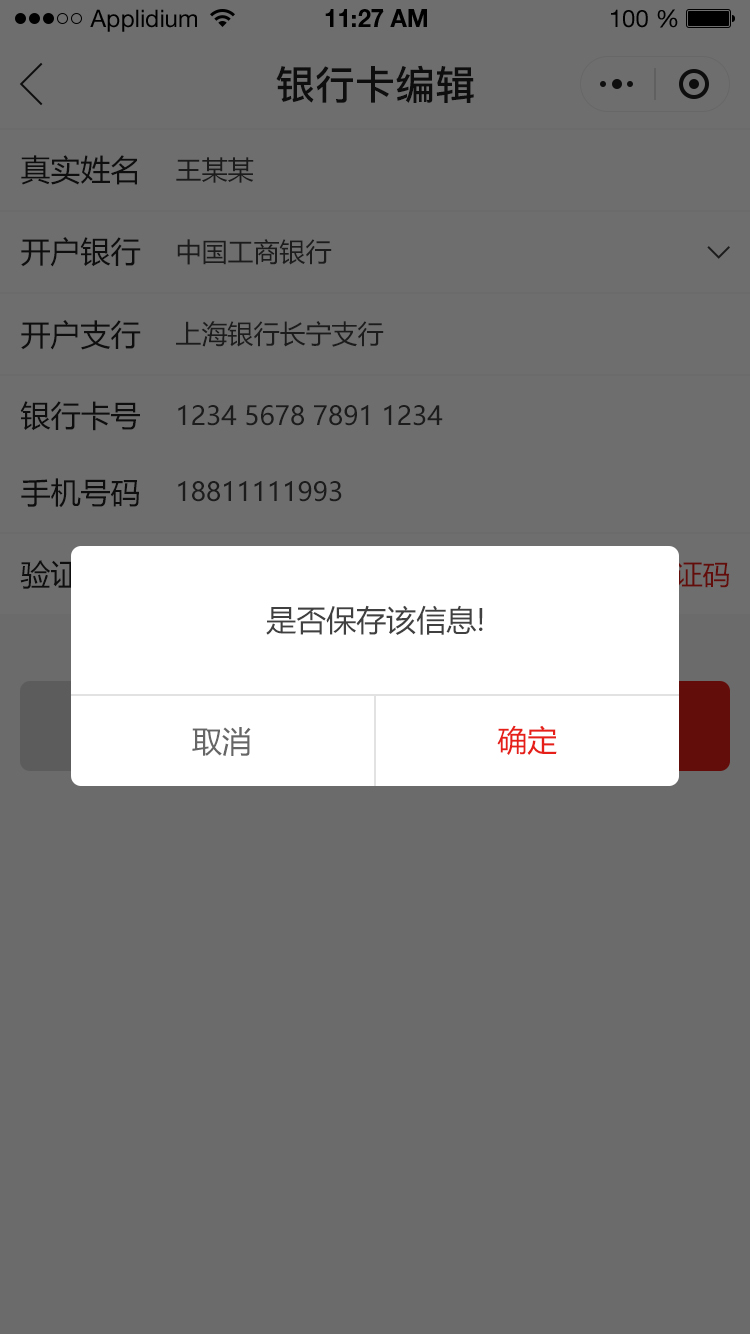 Applidium 11:27 AM 100 %
银行卡编辑
真实姓名 王某某
开户银行 中国工商银行
开户支行 上海银行长宁支行
银行卡号 1234 5678 7891 1234
手机号码 18811111993
验证 证码
是否保存该信息!
取消 确定